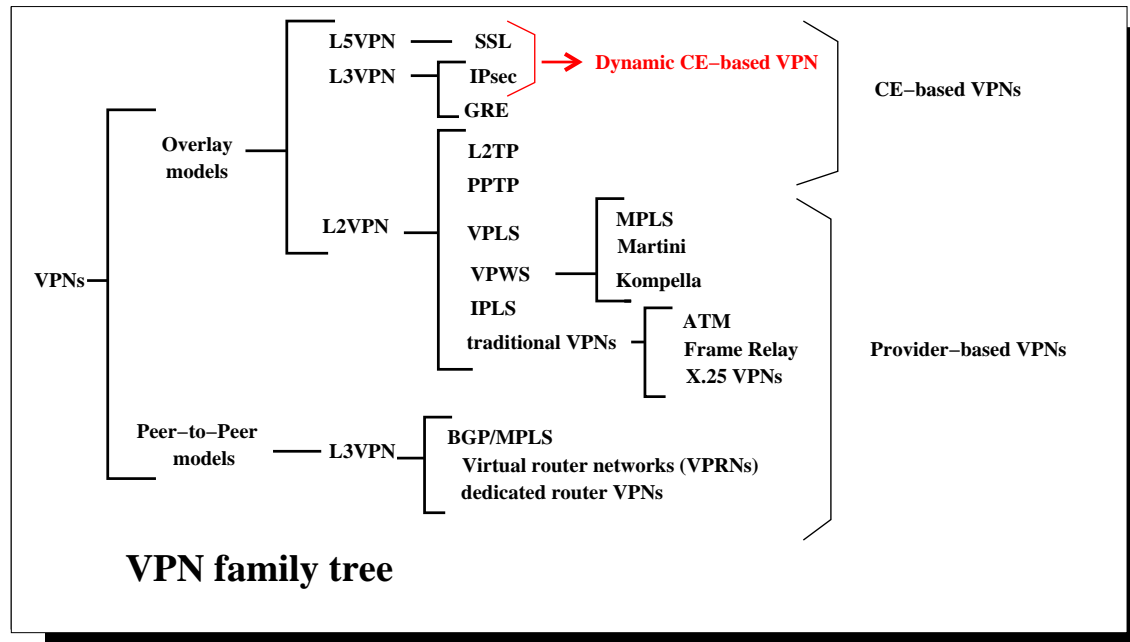 L5VPN
SSL
Dynamic CE−based VPN
L3VPN
IPsec
CE−based VPNs
GRE
Overlay
models
L2TP
PPTP
L2VPN
VPLS
MPLS
Martini
VPNs
VPWS
Kompella
IPLS
traditional VPNs
ATM
Frame Relay
X.25 VPNs
Provider−based VPNs
Peer−to−Peer
models
L3VPN
BGP/MPLS
Virtual router networks (VPRNs)
dedicated router VPNs
VPN family tree